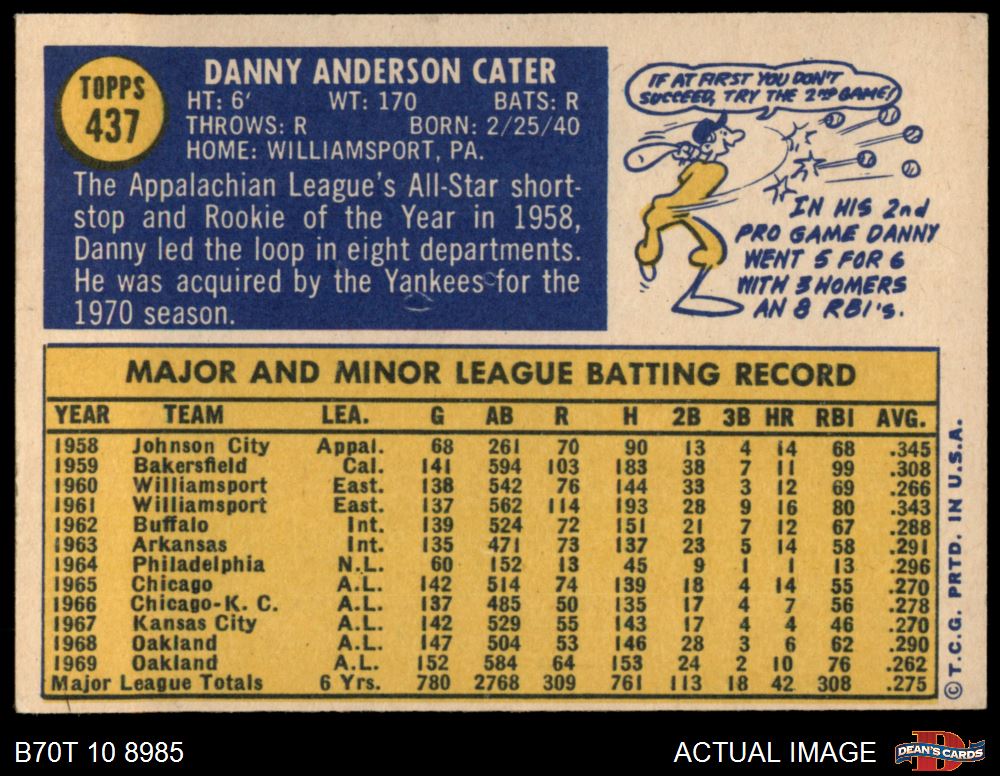 TOPPS
437
DANNY ANDERSON CATER
HT: 6' WT: 170 BATS: R
THROWS: R BORN: 2/25/40
HOME: WILLIAMSPORT, PA.
The Appalachian League's All-Star short-
stop and Rookie of the Year in 1958,
Danny led the loop in eight departments.
He was acquired by the Yankees for the
1970 season.
IF AT FIRST YOU DON'T
SUCCEED, TRY THE 2ND GAME!
IN HIS 2nd
PRO GAME DANNY
WENT 5 FOR 6
WITH 3 HOMERS
AN 8 RBI's.
MAJOR AND MINOR LEAGUE BATTING RECORD
YEAR TEAM LEA. G AB R H 2B 3B HR RBI AVG.
1958 Johnson City Appal. 68 261 70 90 13 4 14 68 .345
1959 Bakersfield Cal. 141 594 103 183 38 7 11 99 .308
1960 Williamsport East. 138 542 76 144 33 3 12 69 .266
1961 Williamsport East. 137 562 114 193 28 9 16 80 .343
1962 Buffalo Int. 139 524 72 151 21 7 12 67 .288
1963 Arkansas Int. 135 471 73 137 23 5 14 58 .291
1964 Philadelphia N.L. 60 152 13 45 9 1 1 13 .296
1965 Chicago A.L. 142 514 74 139 18 4 14 55 .270
1966 Chicago-K. C. A.L. 137 485 50 135 17 4 7 56 .278
1967 Kansas City A.L. 142 529 55 143 17 4 4 46 .270
1968 Oakland A.L. 147 504 53 146 28 3 6 62 .290
1969 Oakland A.L. 152 584 64 153 24 2 10 76 .262
Major League Totals 6 Yrs. 780 2768 309 761 113 18 42 308 .275
© T.C.G. PRTD. IN U.S.A.
B70T 10 8985
ACTUAL IMAGE
D
DEAN'S CARDS